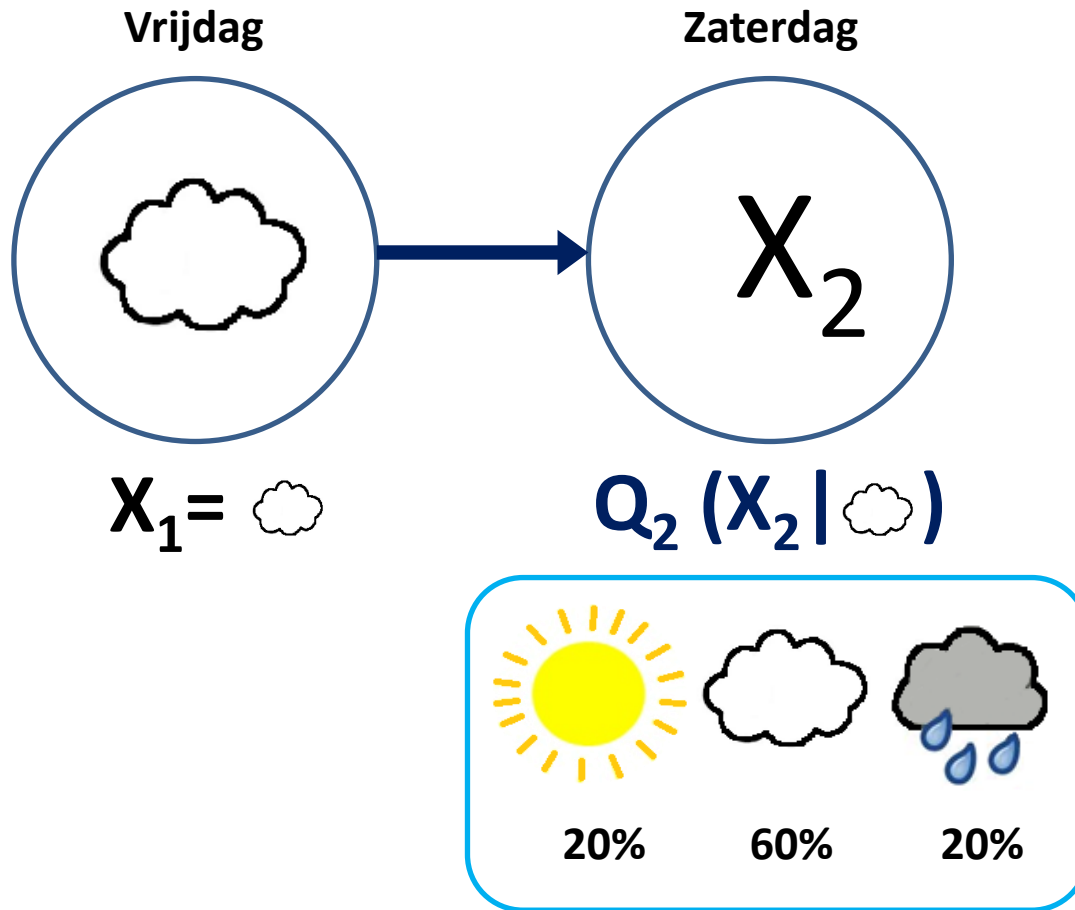 Vrijdag Zaterdag
X₂
X₁= Q₂ (X₂| )
20% 60% 20%